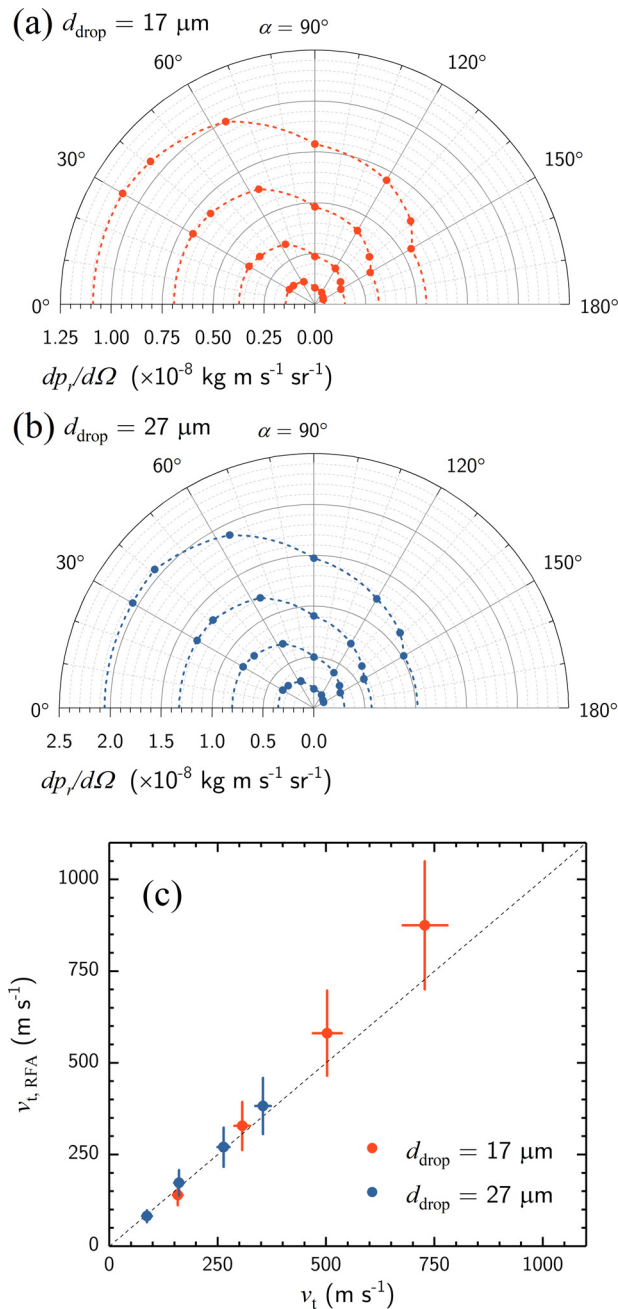 (a) d_drop = 17 μm α = 90°
60° 120°
30° 150°
0° 180°
1.25 1.00 0.75 0.50 0.25 0.00
dp_r/dΩ (×10⁻⁸ kg m s⁻¹ sr⁻¹)
(b) d_drop = 27 μm α = 90°
60° 120°
30° 150°
0° 180°
2.5 2.0 1.5 1.0 0.5 0.0
dp_r/dΩ (×10⁻⁸ kg m s⁻¹ sr⁻¹)
(c)
1000
750
500
250
0
v_t, RFA (m s⁻¹)
d_drop = 17 μm
d_drop = 27 μm
0 250 500 750 1000
v_t (m s⁻¹)